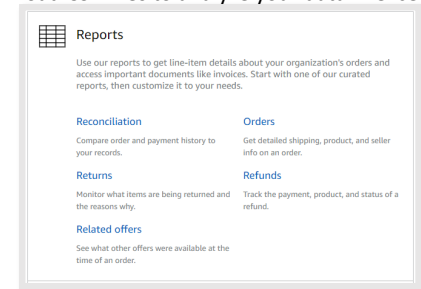 Reports
Use our reports to get line-item details about your organization's orders and
access important documents like invoices. Start with one of our curated
reports, then customize it to your needs.
Reconciliation
Compare order and payment history to
your records.
Orders
Get detailed shipping, product, and seller
info on an order.
Returns
Monitor what items are being returned and
the reasons why.
Refunds
Track the payment, product, and status of a
refund.
Related offers
See what other offers were available at the
time of an order.